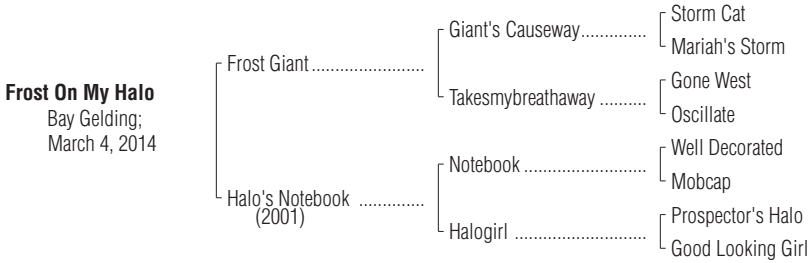 Storm Cat
Giant's Causeway..............
Mariah's Storm
Frost Giant .......................
Gone West
Takesmybreathaway ..........
Oscillate
Frost On My Halo
Bay Gelding;
March 4, 2014
Well Decorated
Notebook .........................
Mobcap
Halo's Notebook ..............
(2001)
Prospector's Halo
Halogirl ...........................
Good Looking Girl